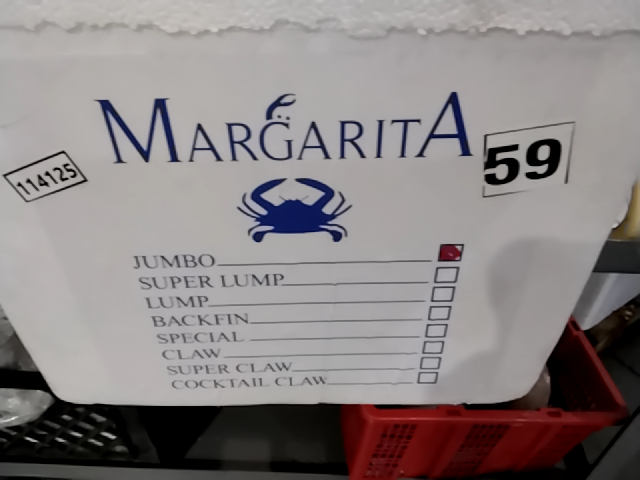 MARGARITA
114125
59
JUMBO
SUPER LUMP
LUMP
BACKFIN
SPECIAL
CLAW
SUPER CLAW
COCKTAIL CLAW